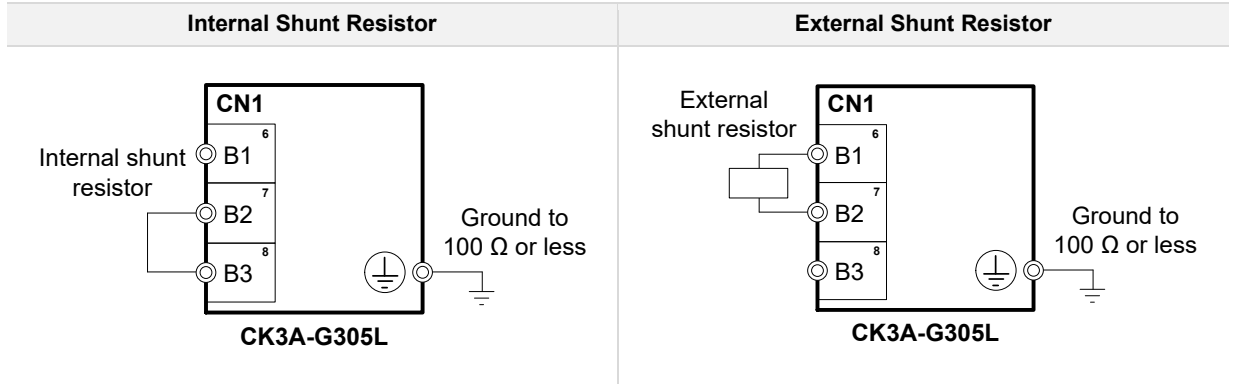 Internal Shunt Resistor
External Shunt Resistor
CN1
6
B1
Internal shunt
resistor
7
B2
8
B3
Ground to
100 Ω or less
CK3A-G305L
External
shunt resistor
CN1
6
B1
7
B2
8
B3
Ground to
100 Ω or less
CK3A-G305L